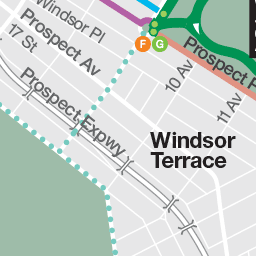 Windsor Pl
Prospect Av
17 St
F G
Prospect P
10 Av
11 Av
Prospect Expwy
Windsor
Terrace